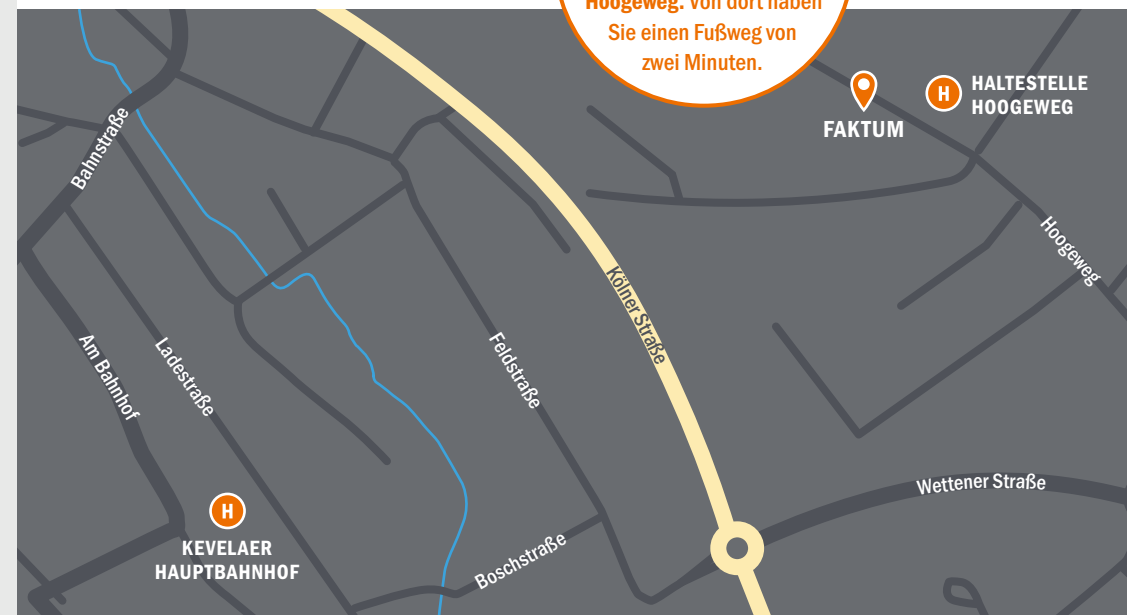 Hoogeweg. Von dort haben
Sie einen Fußweg von
zwei Minuten.
H
HALTESTELLE
HOOGEWEG
FAKTUM
Bahnstraße
Hoogeweg
Kölner Straße
Am Bahnhof
Ladestraße
Feldstraße
Wettener Straße
H
KEVELAER
HAUPTBAHNHOF
Boschstraße